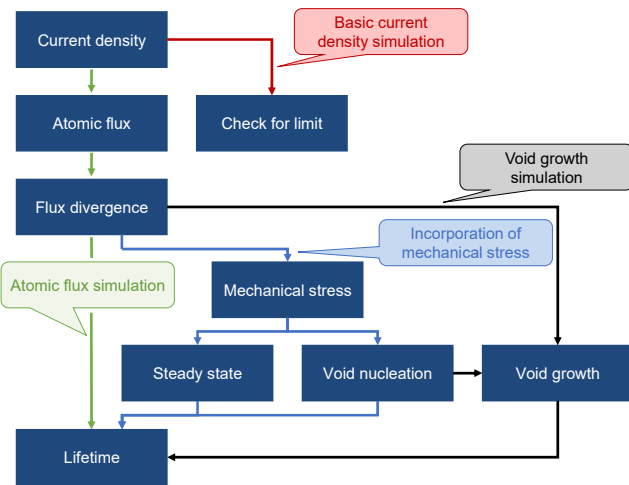 Current density
Basic current
density simulation
Atomic flux
Check for limit
Void growth
simulation
Flux divergence
Incorporation of
mechanical stress
Atomic flux simulation
Mechanical stress
Steady state
Void nucleation
Void growth
Lifetime